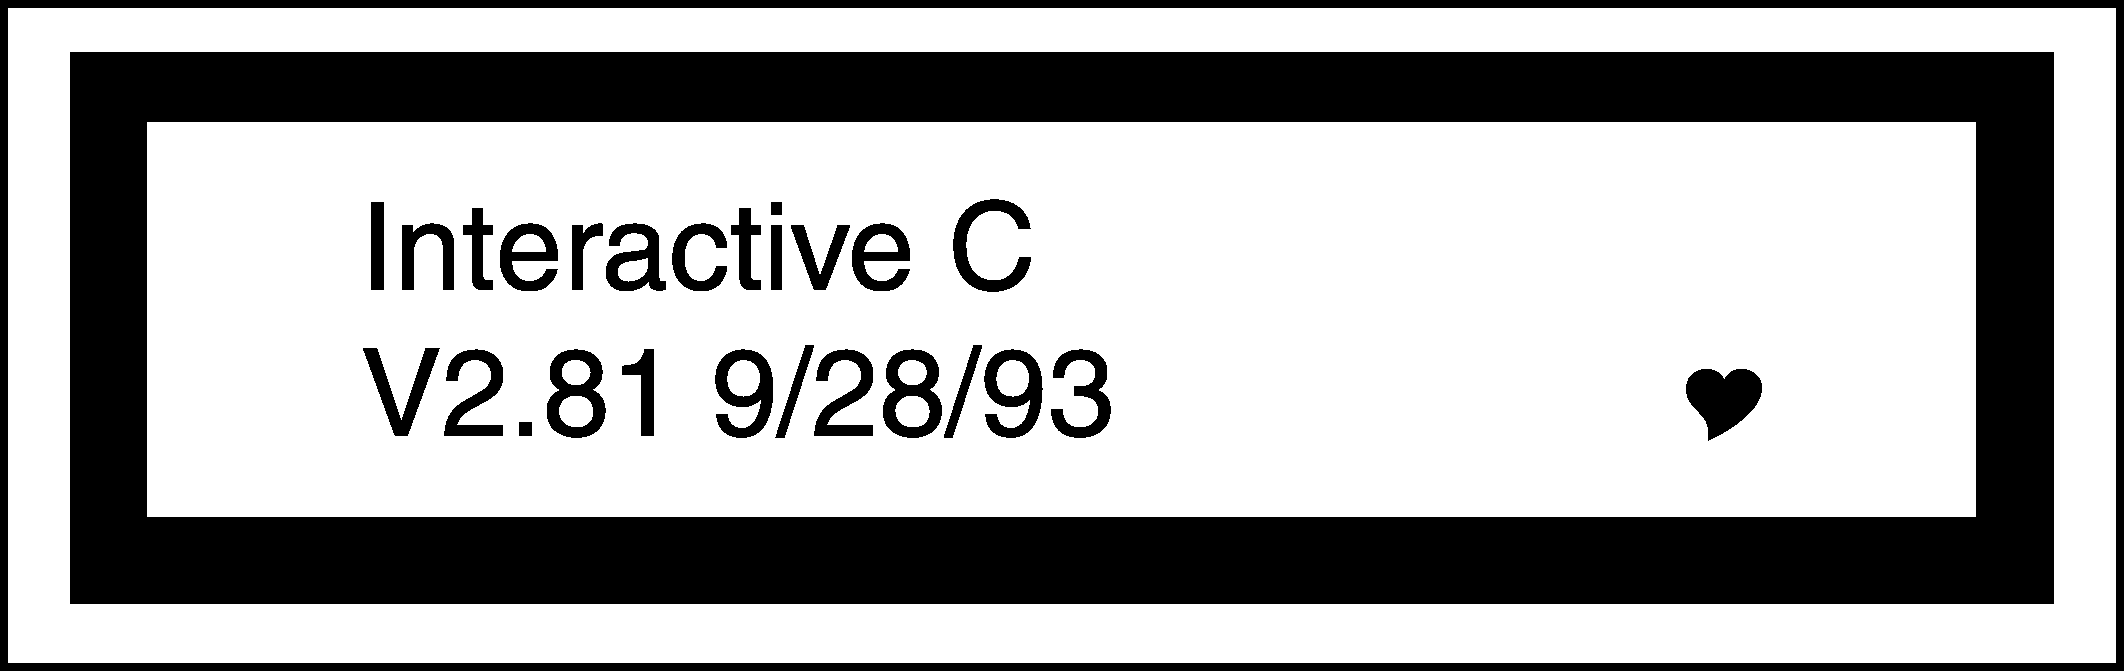 Interactive C
V2.81 9/28/93 ♥